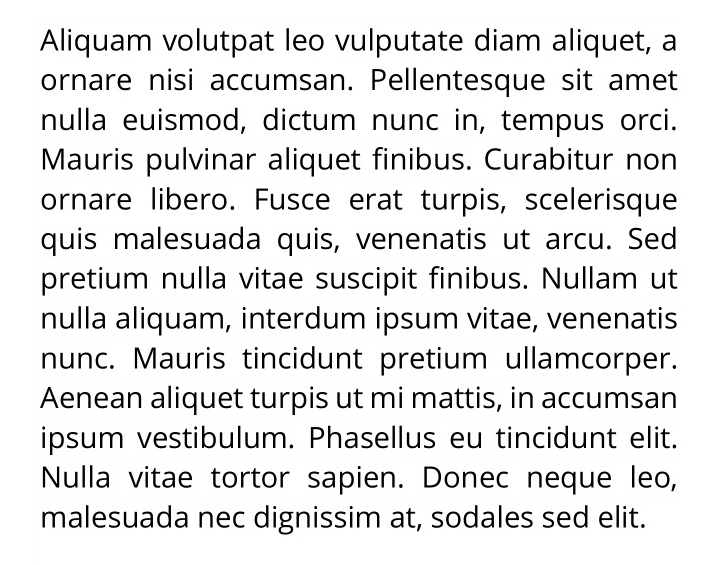 Aliquam volutpat leo vulputate diam aliquet, a
ornare nisi accumsan. Pellentesque sit amet
nulla euismod, dictum nunc in, tempus orci.
Mauris pulvinar aliquet finibus. Curabitur non
ornare libero. Fusce erat turpis, scelerisque
quis malesuada quis, venenatis ut arcu. Sed
pretium nulla vitae suscipit finibus. Nullam ut
nulla aliquam, interdum ipsum vitae, venenatis
nunc. Mauris tincidunt pretium ullamcorper.
Aenean aliquet turpis ut mi mattis, in accumsan
ipsum vestibulum. Phasellus eu tincidunt elit.
Nulla vitae tortor sapien. Donec neque leo,
malesuada nec dignissim at, sodales sed elit.